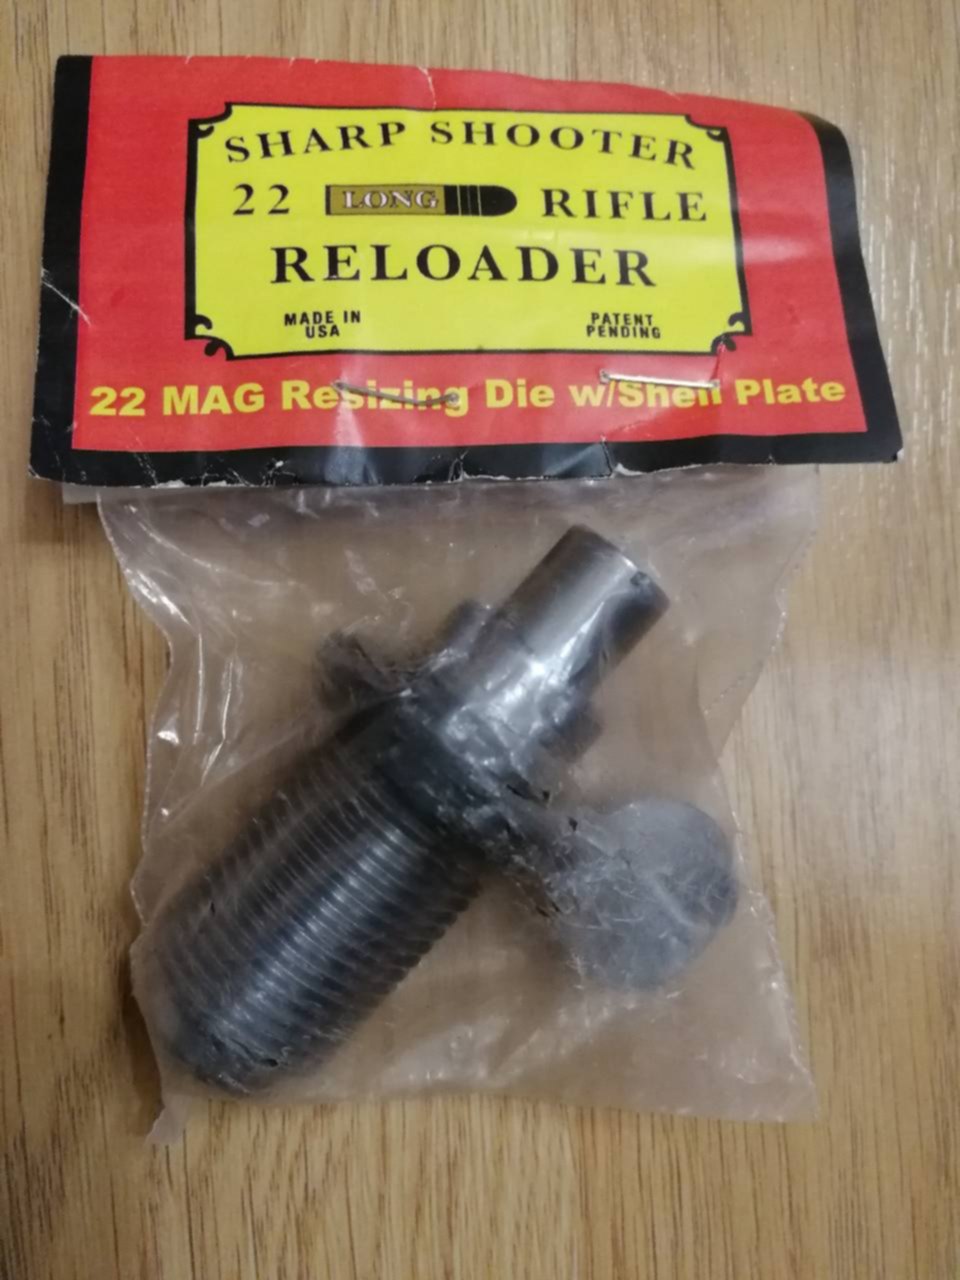 SHARP SHOOTER
22 LONG RIFLE
RELOADER
MADE IN
USA
PATENT
PENDING
22 MAG Resizing Die w/Shell Plate